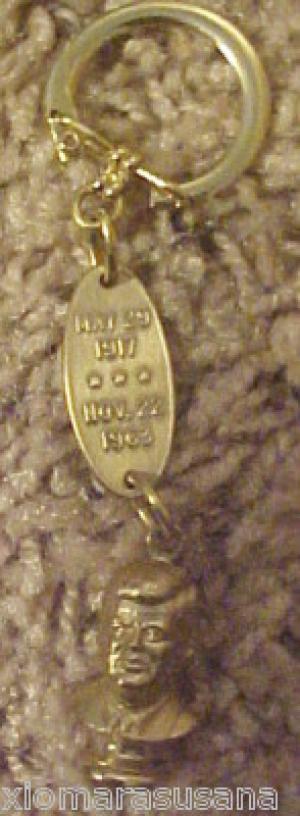 MAY 29
1917
★ ★ ★
NOV. 22
1963
xiomarasusana